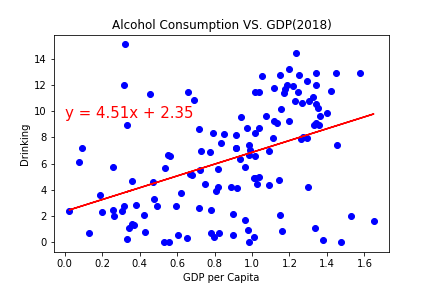 Alcohol Consumption VS. GDP(2018)
14
12
10
8
6
4
2
0
Drinking
y = 4.51x + 2.35
0.0 0.2 0.4 0.6 0.8 1.0 1.2 1.4 1.6
GDP per Capita